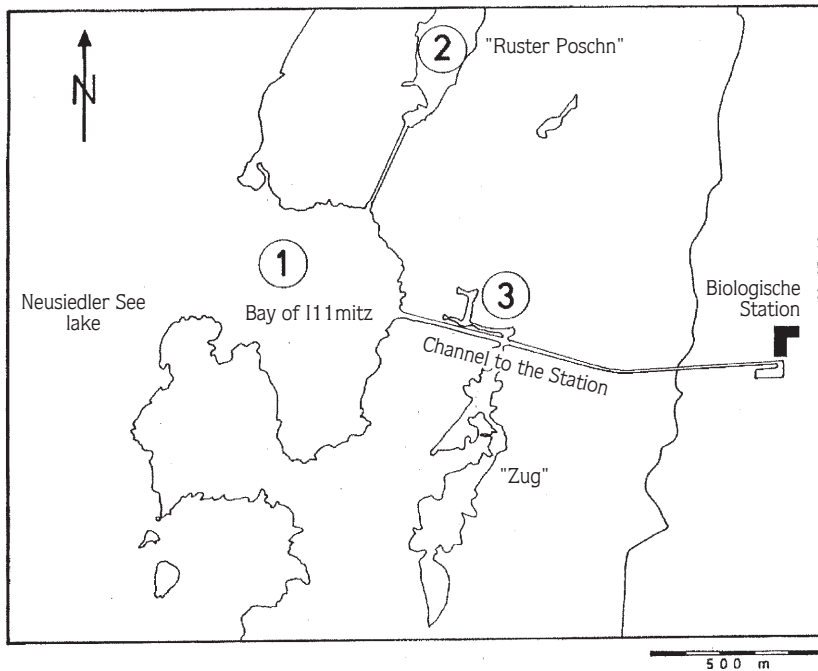 N
2
"Ruster Poschn"
1
3
Neusiedler See
lake
Bay of I11mitz
Biologische
Station
Channel to the Station
"Zug"
500 m